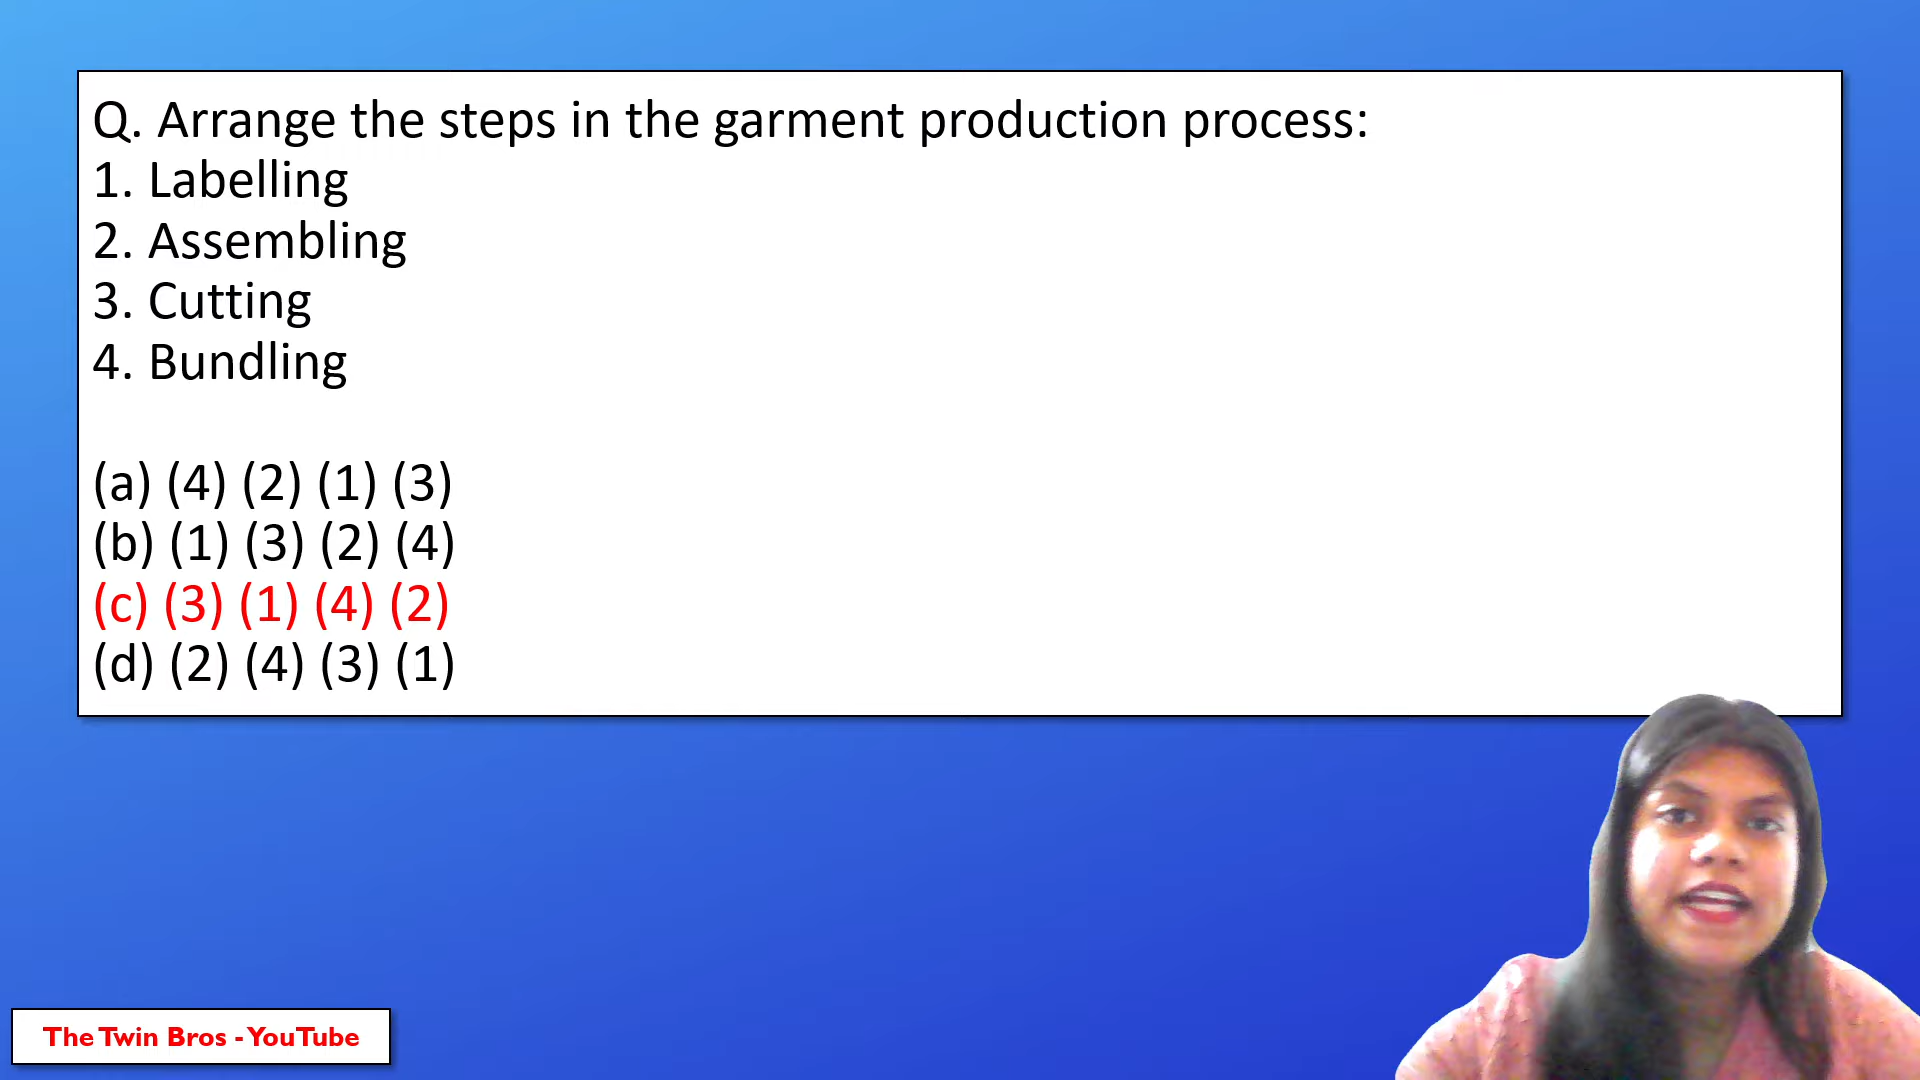 Q. Arrange the steps in the garment production process:
1. Labelling
2. Assembling
3. Cutting
4. Bundling
(a) (4) (2) (1) (3)
(b) (1) (3) (2) (4)
(c) (3) (1) (4) (2)
(d) (2) (4) (3) (1)
The Twin Bros - YouTube